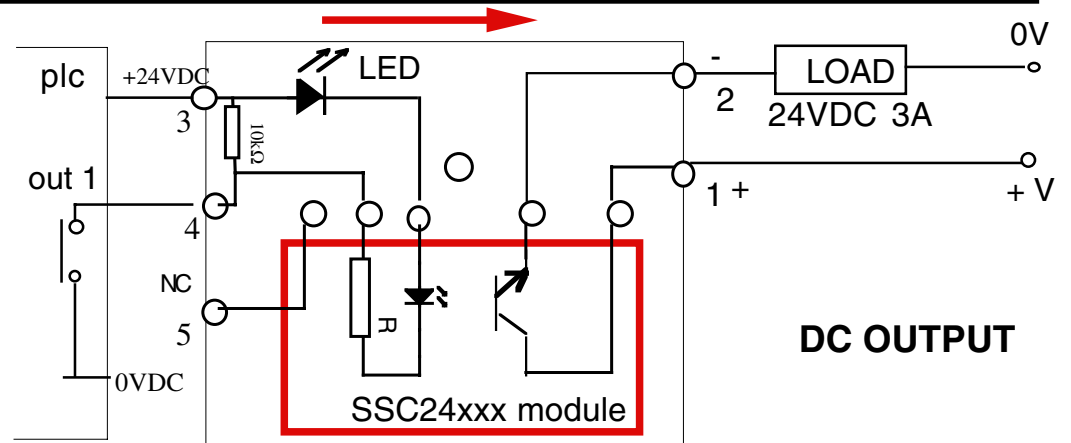 0V
plc
+24VDC
LED
-
LOAD
3
2
24VDC 3A
10kΩ
out 1
1 +
+ V
4
NC
R
5
DC OUTPUT
0VDC
SSC24xxx module